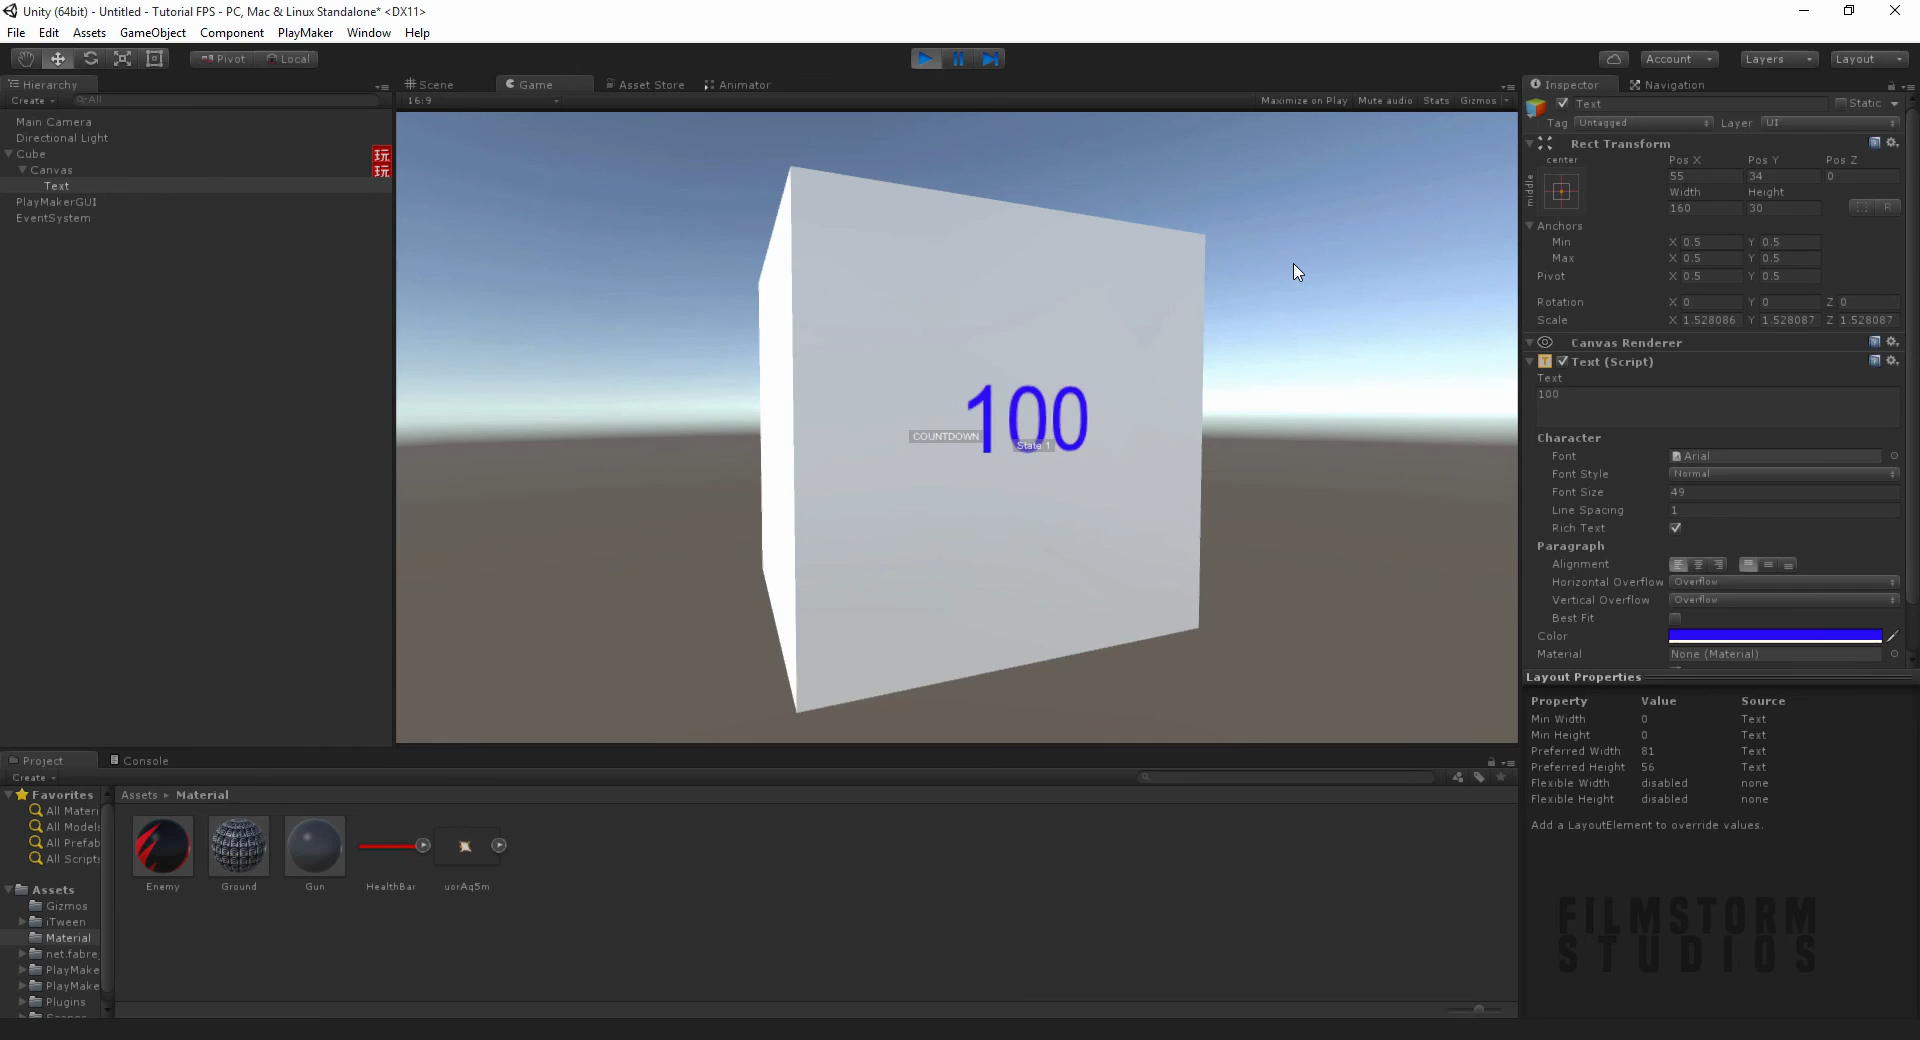 Unity (64bit) - Untitled - Tutorial FPS - PC, Mac & Linux Standalone* <DX11>
File Edit Assets GameObject Component PlayMaker Window Help
Pivot Local Account Layers Layout
Hierarchy
Create All
Main Camera
Directional Light
Cube
玩
Canvas
玩
Text
PlayMakerGUI
EventSystem
Scene Game Asset Store Animator
16:9 Maximize on Play Mute audio Stats Gizmos
100
COUNTDOWN
State 1
Inspector Navigation
Text Static
Tag Untagged Layer UI
Rect Transform
center
middle
Pos X Pos Y Pos Z
55 34 0
Width Height
160 30
R
Anchors
Min X 0.5 Y 0.5
Max X 0.5 Y 0.5
Pivot X 0.5 Y 0.5
Rotation X 0 Y 0 Z 0
Scale X 1.528086 Y 1.528087 Z 1.528087
Canvas Renderer
T Text (Script)
Text
100
Character
Font Arial
Font Style Normal
Font Size 49
Line Spacing 1
Rich Text
Paragraph
Alignment
Horizontal Overflow Overflow
Vertical Overflow Overflow
Best Fit
Color
Material None (Material)
Layout Properties
Property Value Source
Min Width 0 Text
Min Height 0 Text
Preferred Width 81 Text
Preferred Height 56 Text
Flexible Width disabled none
Flexible Height disabled none
Add a LayoutElement to override values.
FILMSTORM
STUDIOS
Project Console
Create
Favorites
All Materi
All Models
All Prefab
All Scripts
Assets
Gizmos
iTween
Material
net.fabre
PlayMake
PlayMake
Plugins
Assets ▸ Material
Enemy Ground Gun HealthBar uorAq5m